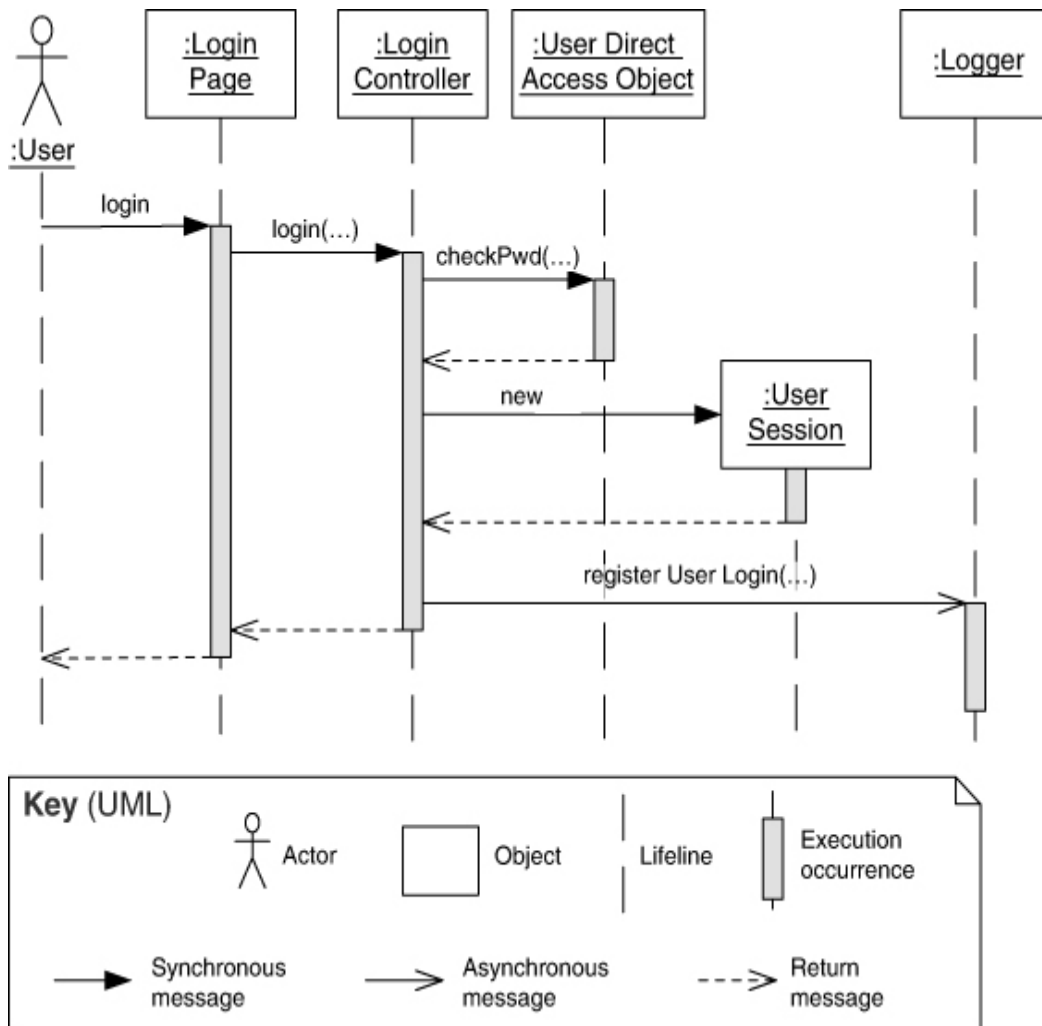 :Login
Page
:Login
Controller
:User Direct
Access Object
:Logger
:User
login
login(...)
checkPwd(...)
new
:User
Session
register User Login(...)
Key (UML)
Actor
Object
Lifeline
Execution
occurrence
Synchronous
message
Asynchronous
message
Return
message